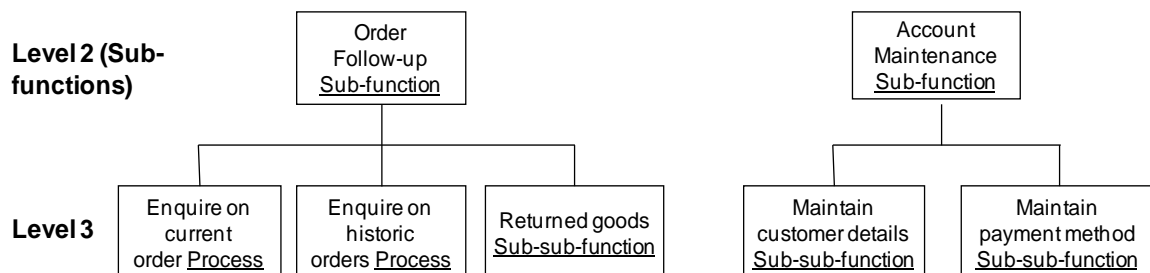 Level 2 (Sub-
functions)
Order
Follow-up
Sub-function
Account
Maintenance
Sub-function
Level 3
Enquire on
current
order Process
Enquire on
historic
orders Process
Returned goods
Sub-sub-function
Maintain
customer details
Sub-sub-function
Maintain
payment method
Sub-sub-function